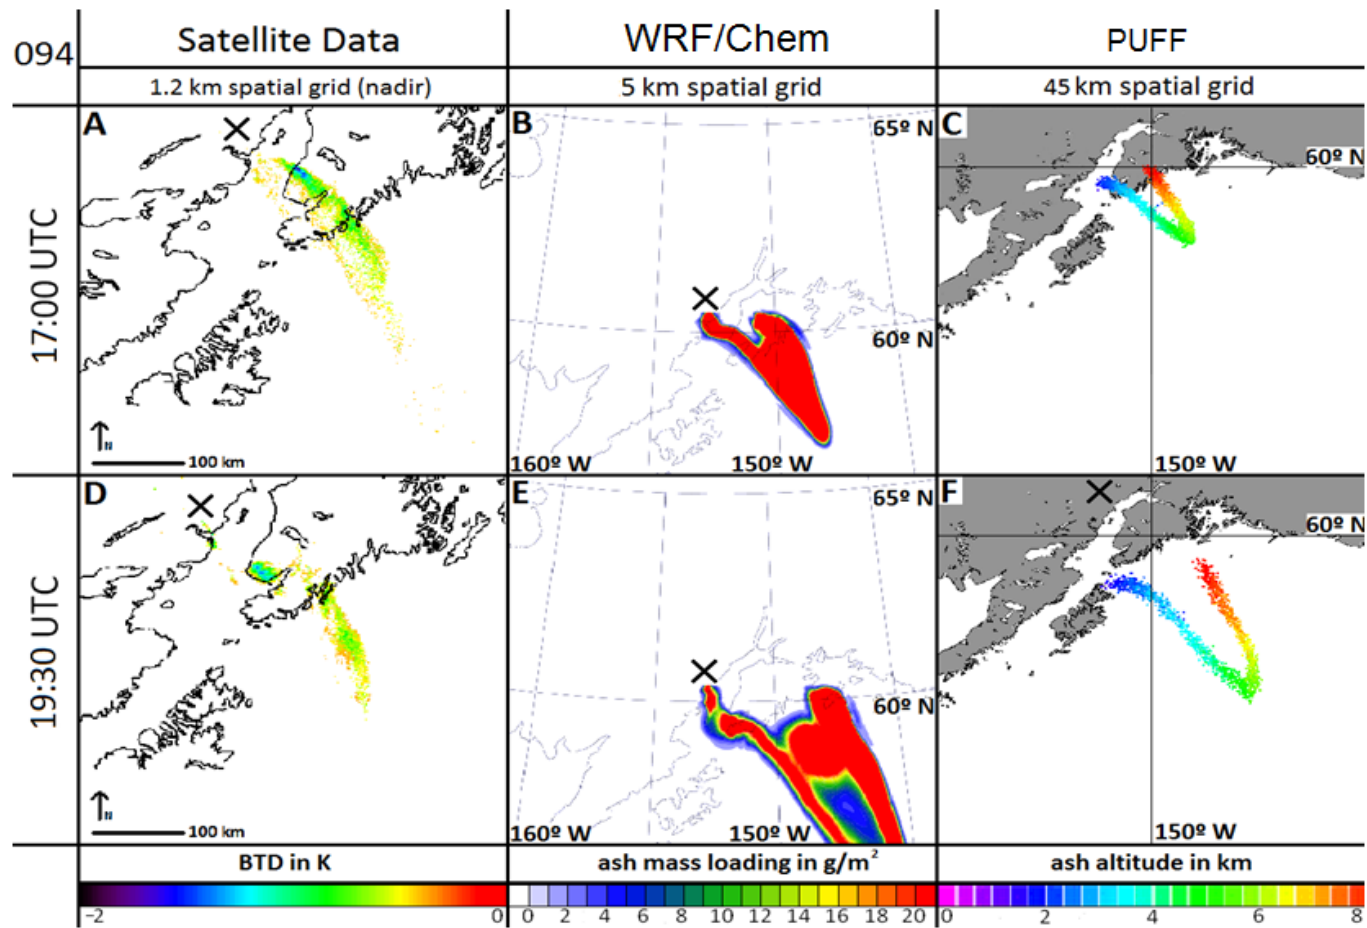 094
Satellite Data
WRF/Chem
PUFF
1.2 km spatial grid (nadir)
5 km spatial grid
45 km spatial grid
17:00 UTC
A
N
100 km
B
65º N
60º N
160º W
150º W
C
60º N
150º W
19:30 UTC
D
N
100 km
E
65º N
60º N
160º W
150º W
F
60º N
150º W
BTD in K
ash mass loading in g/m²
ash altitude in km
-2 0
0 2 4 6 8 10 12 14 16 18 20
0 2 4 6 8